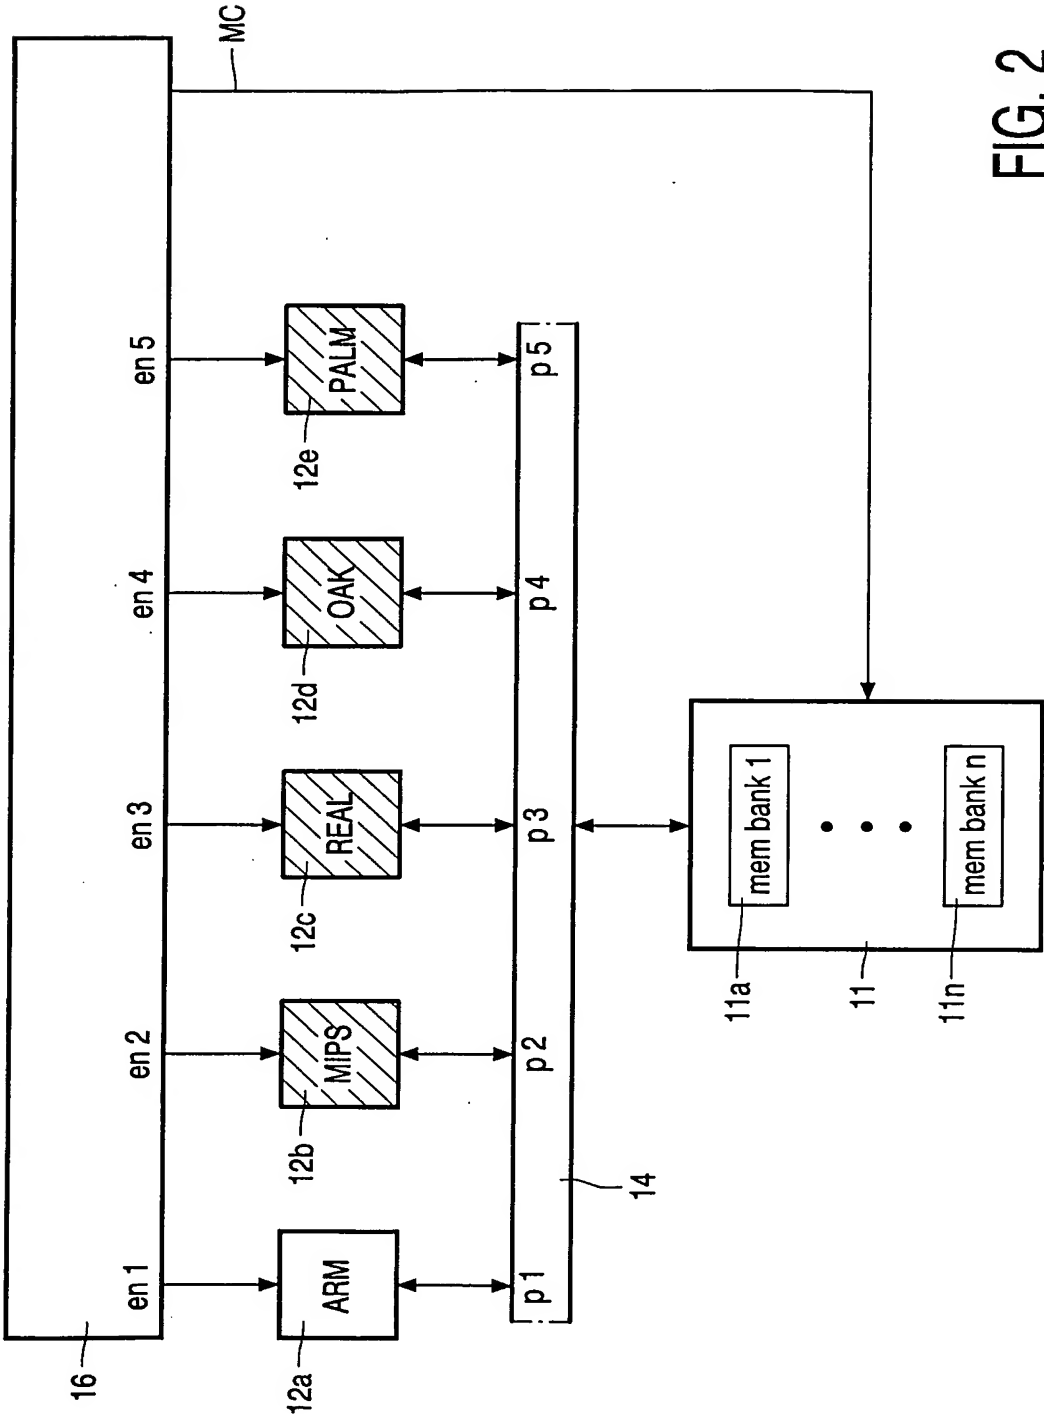 16
en 1
en 2
en 3
en 4
en 5
MC
12a
ARM
12b
MIPS
12c
REAL
12d
OAK
12e
PALM
p 1
p 2
p 3
p 4
p 5
14
11a
mem bank 1
11
11n
mem bank n
FIG. 2